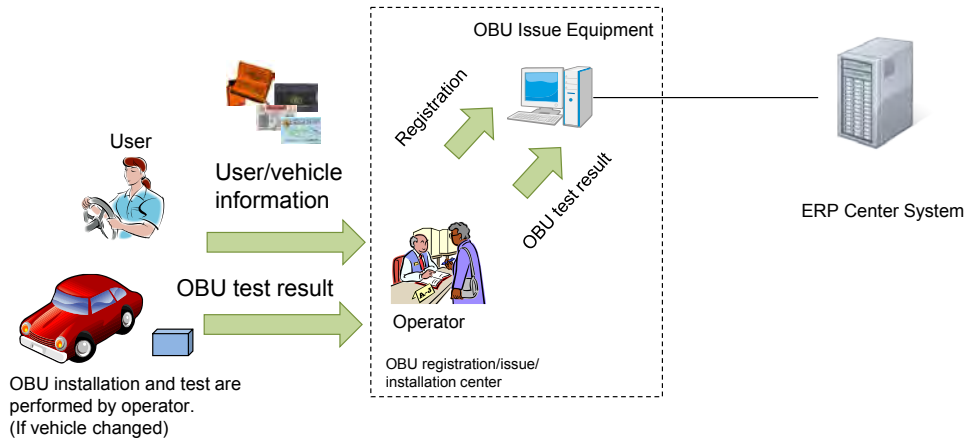 OBU Issue Equipment
Registration
User
User/vehicle
information
OBU test result
ERP Center System
OBU test result
A-J
Operator
OBU registration/issue/
installation center
OBU installation and test are
performed by operator.
(If vehicle changed)